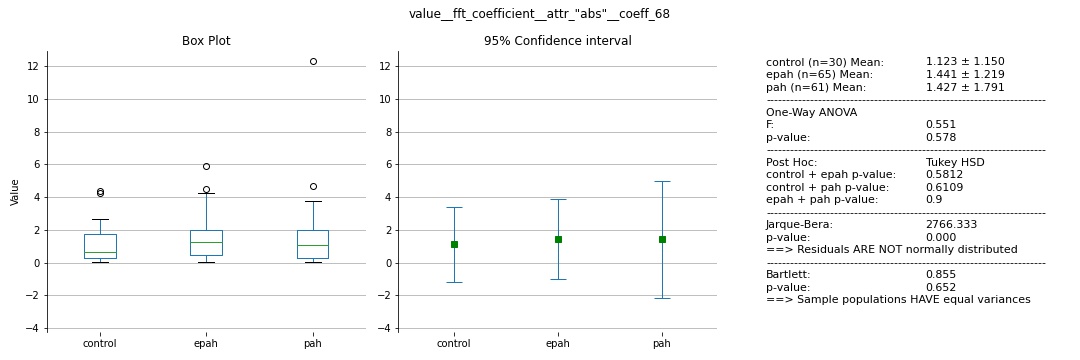 value__fft_coefficient__attr_"abs"__coeff_68
Box Plot
Value
12
10
8
6
4
2
0
−2
−4
control epah pah
95% Confidence interval
12
10
8
6
4
2
0
−2
−4
control epah pah
control (n=30) Mean: 1.123 ± 1.150
epah (n=65) Mean: 1.441 ± 1.219
pah (n=61) Mean: 1.427 ± 1.791
One-Way ANOVA
F: 0.551
p-value: 0.578
Post Hoc: Tukey HSD
control + epah p-value: 0.5812
control + pah p-value: 0.6109
epah + pah p-value: 0.9
Jarque-Bera: 2766.333
p-value: 0.000
==> Residuals ARE NOT normally distributed
Bartlett: 0.855
p-value: 0.652
==> Sample populations HAVE equal variances